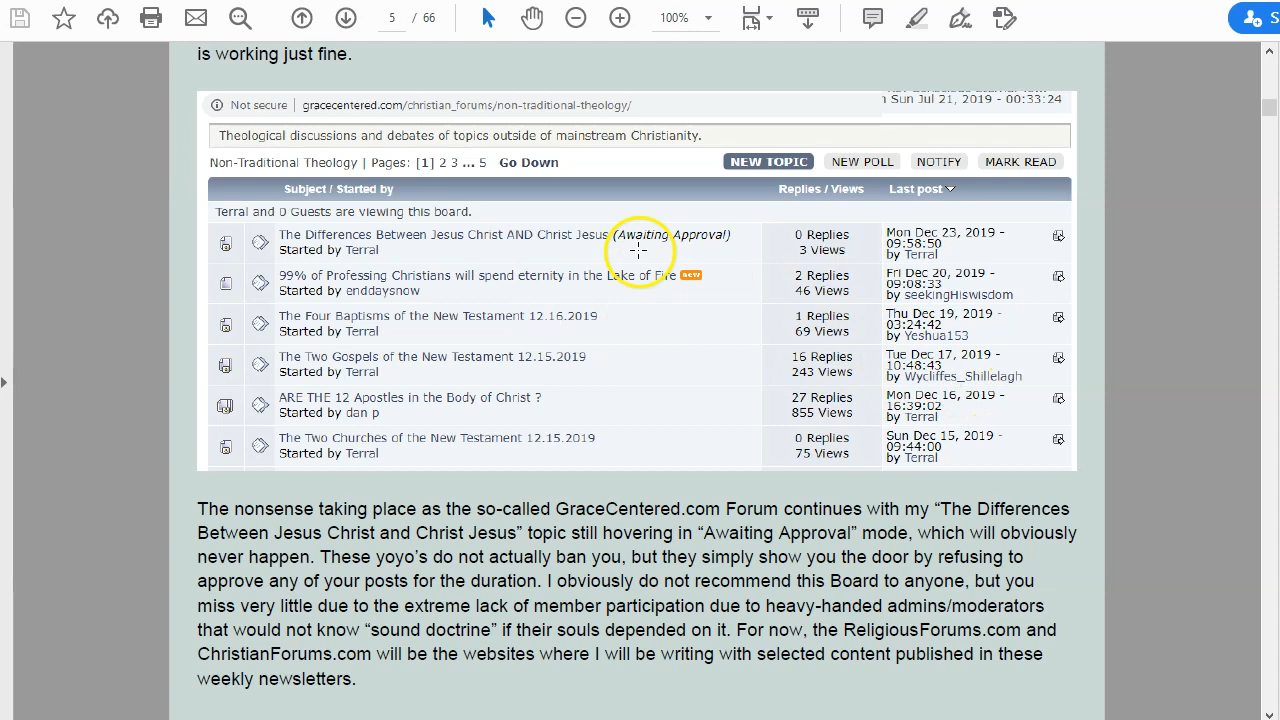 5 / 66
100%
S
is working just fine.
Not secure gracecentered.com/christian_forums/non-traditional-theology/
Sun Jul 21, 2019 - 00:33:24
Theological discussions and debates of topics outside of mainstream Christianity.
Non-Traditional Theology | Pages: [1] 2 3 ... 5 Go Down
NEW TOPIC NEW POLL NOTIFY MARK READ
Subject / Started by Replies / Views Last post
Terral and 0 Guests are viewing this board.
The Differences Between Jesus Christ AND Christ Jesus (Awaiting Approval)
Started by Terral
0 Replies
3 Views
Mon Dec 23, 2019 -
09:58:50
by Terral
99% of Professing Christians will spend eternity in the Lake of Fire new
Started by enddaysnow
2 Replies
46 Views
Fri Dec 20, 2019 -
09:08:33
by seekingHiswisdom
The Four Baptisms of the New Testament 12.16.2019
Started by Terral
1 Replies
69 Views
Thu Dec 19, 2019 -
03:24:42
by Yeshua153
The Two Gospels of the New Testament 12.15.2019
Started by Terral
16 Replies
243 Views
Tue Dec 17, 2019 -
10:48:43
by Wycliffes_Shillelagh
ARE THE 12 Apostles in the Body of Christ ?
Started by dan p
27 Replies
855 Views
Mon Dec 16, 2019 -
16:39:02
by Terral
The Two Churches of the New Testament 12.15.2019
Started by Terral
0 Replies
75 Views
Sun Dec 15, 2019 -
09:44:00
by Terral
The nonsense taking place as the so-called GraceCentered.com Forum continues with my “The Differences
Between Jesus Christ and Christ Jesus” topic still hovering in “Awaiting Approval” mode, which will obviously
never happen. These yoyo’s do not actually ban you, but they simply show you the door by refusing to
approve any of your posts for the duration. I obviously do not recommend this Board to anyone, but you
miss very little due to the extreme lack of member participation due to heavy-handed admins/moderators
that would not know “sound doctrine” if their souls depended on it. For now, the ReligiousForums.com and
ChristianForums.com will be the websites where I will be writing with selected content published in these
weekly newsletters.